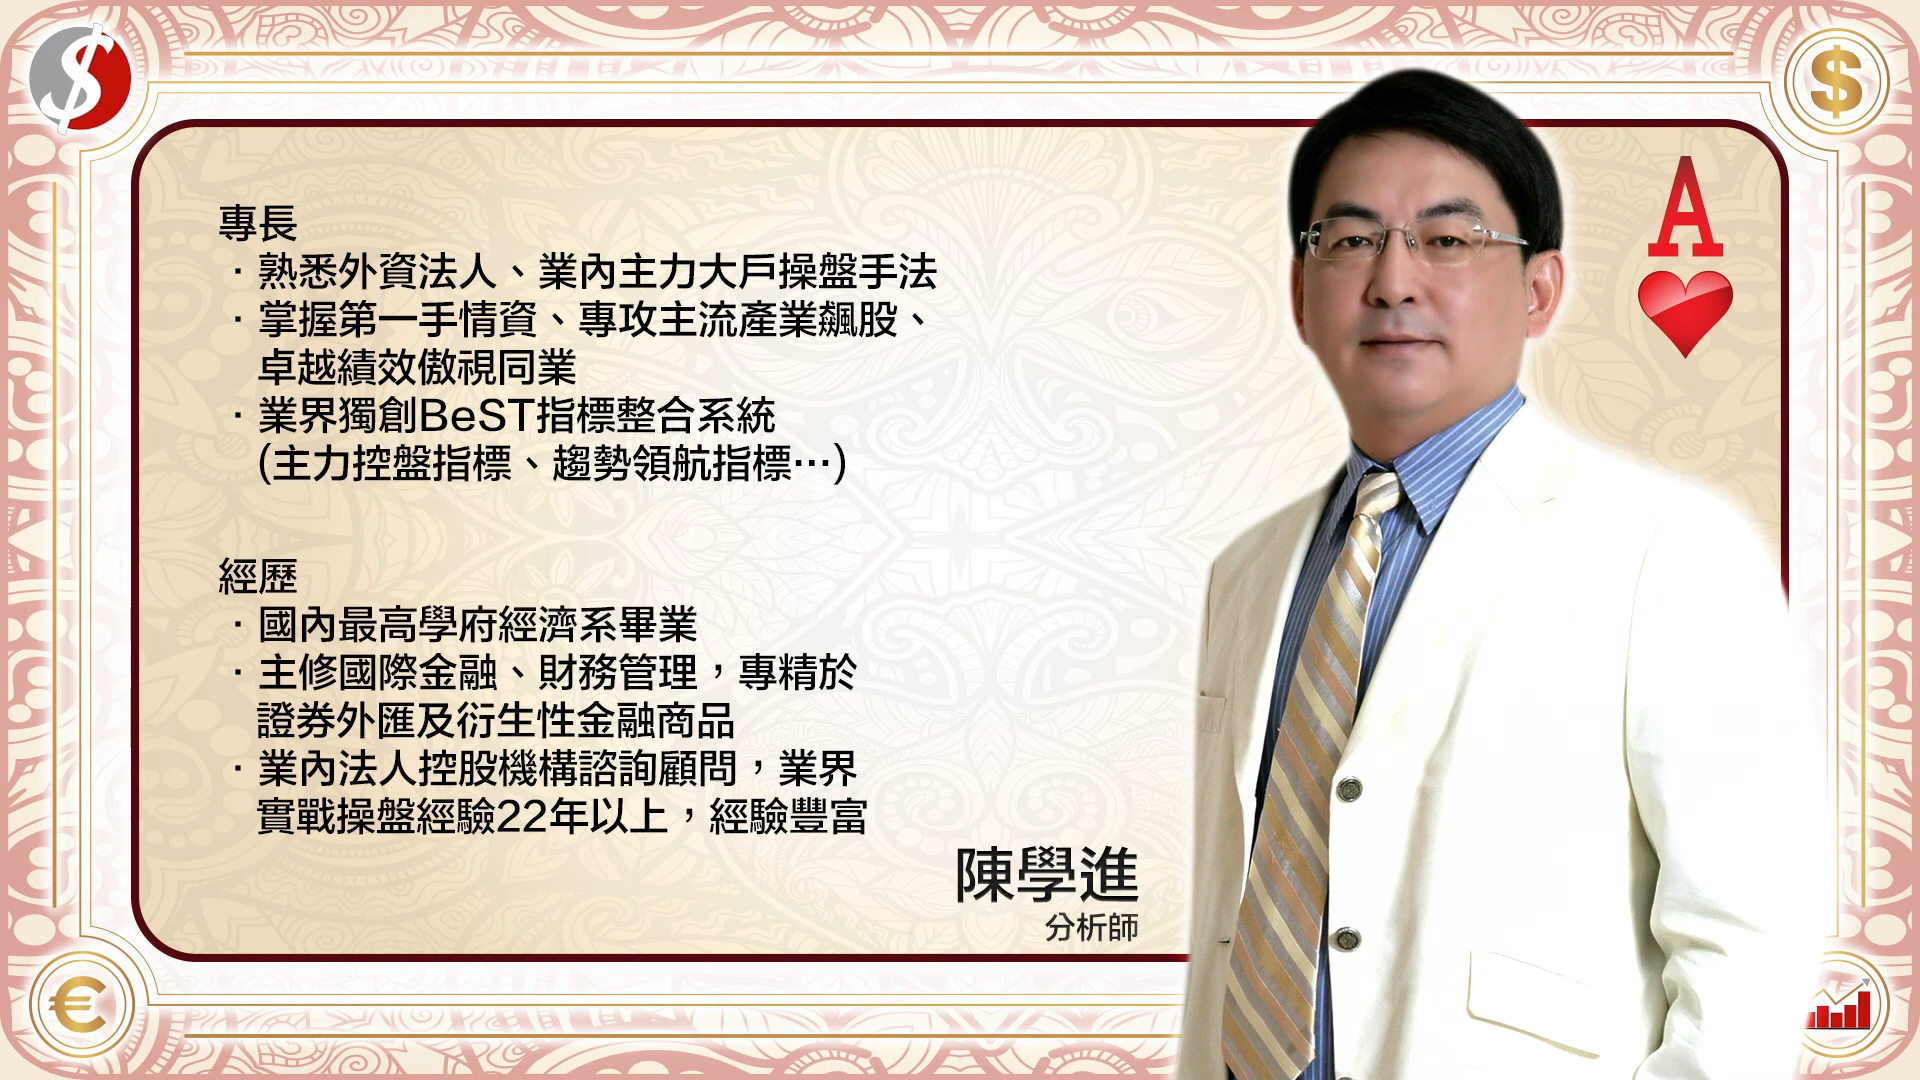 專長
·熟悉外資法人、業內主力大戶操盤手法
·掌握第一手情資、專攻主流產業飆股、
卓越績效傲視同業
·業界獨創BeST指標整合系統
(主力控盤指標、趨勢領航指標…)
經歷
·國內最高學府經濟系畢業
·主修國際金融、財務管理，專精於
證券外匯及衍生性金融商品
·業內法人控股機構諮詢顧問，業界
實戰操盤經驗22年以上，經驗豐富
陳學進
分析師
A
$
$
€